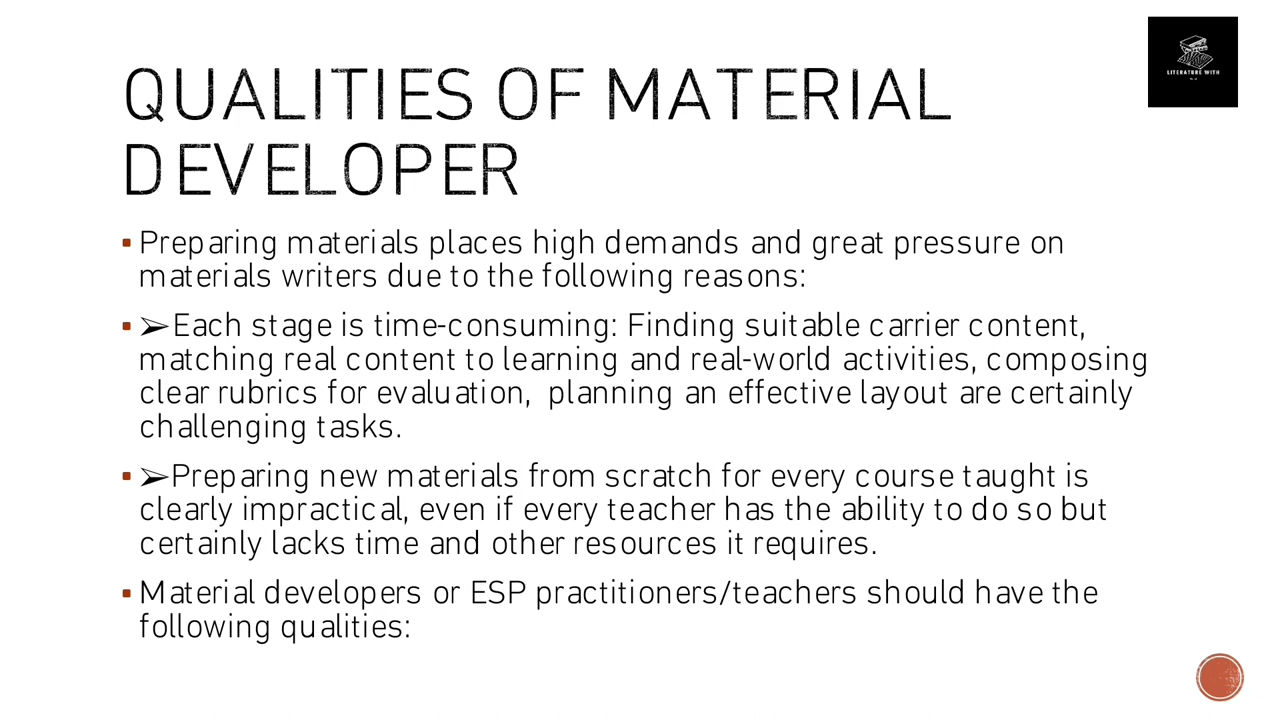 LITERATURE WITH
QUALITIES OF MATERIAL
DEVELOPER
▪ Preparing materials places high demands and great pressure on
materials writers due to the following reasons:
▪ ➢Each stage is time-consuming: Finding suitable carrier content,
matching real content to learning and real-world activities, composing
clear rubrics for evaluation, planning an effective layout are certainly
challenging tasks.
▪ ➢Preparing new materials from scratch for every course taught is
clearly impractical, even if every teacher has the ability to do so but
certainly lacks time and other resources it requires.
▪ Material developers or ESP practitioners/teachers should have the
following qualities: